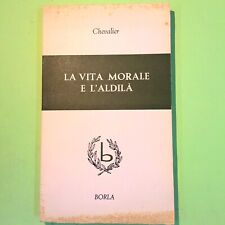 Chevalier
LA VITA MORALE
E L'ALDILÀ
b
BORLA